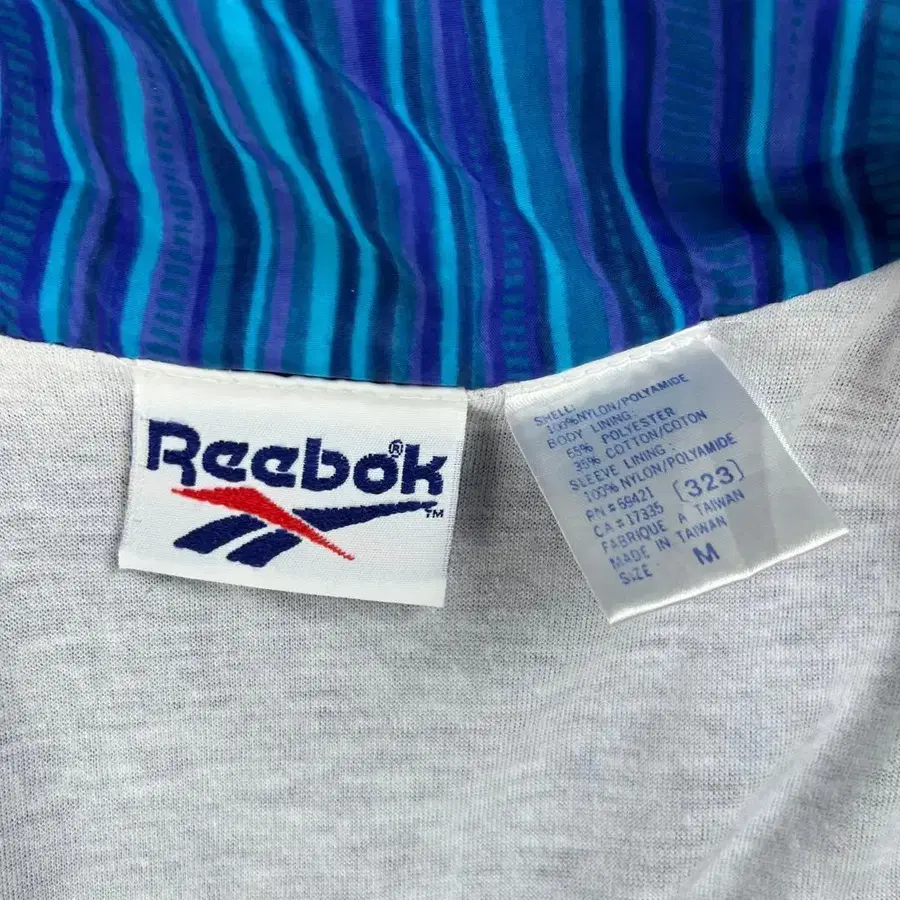 Reebok®
TM
SHELL:
100% NYLON/POLYAMIDE
BODY LINING:
65% POLYESTER
35% COTTON/COTON
SLEEVE LINING:
100% NYLON/POLYAMIDE
RN #69421 (323)
CA #17335
FABRIQUE A TAIWAN
MADE IN TAIWAN
SIZE M